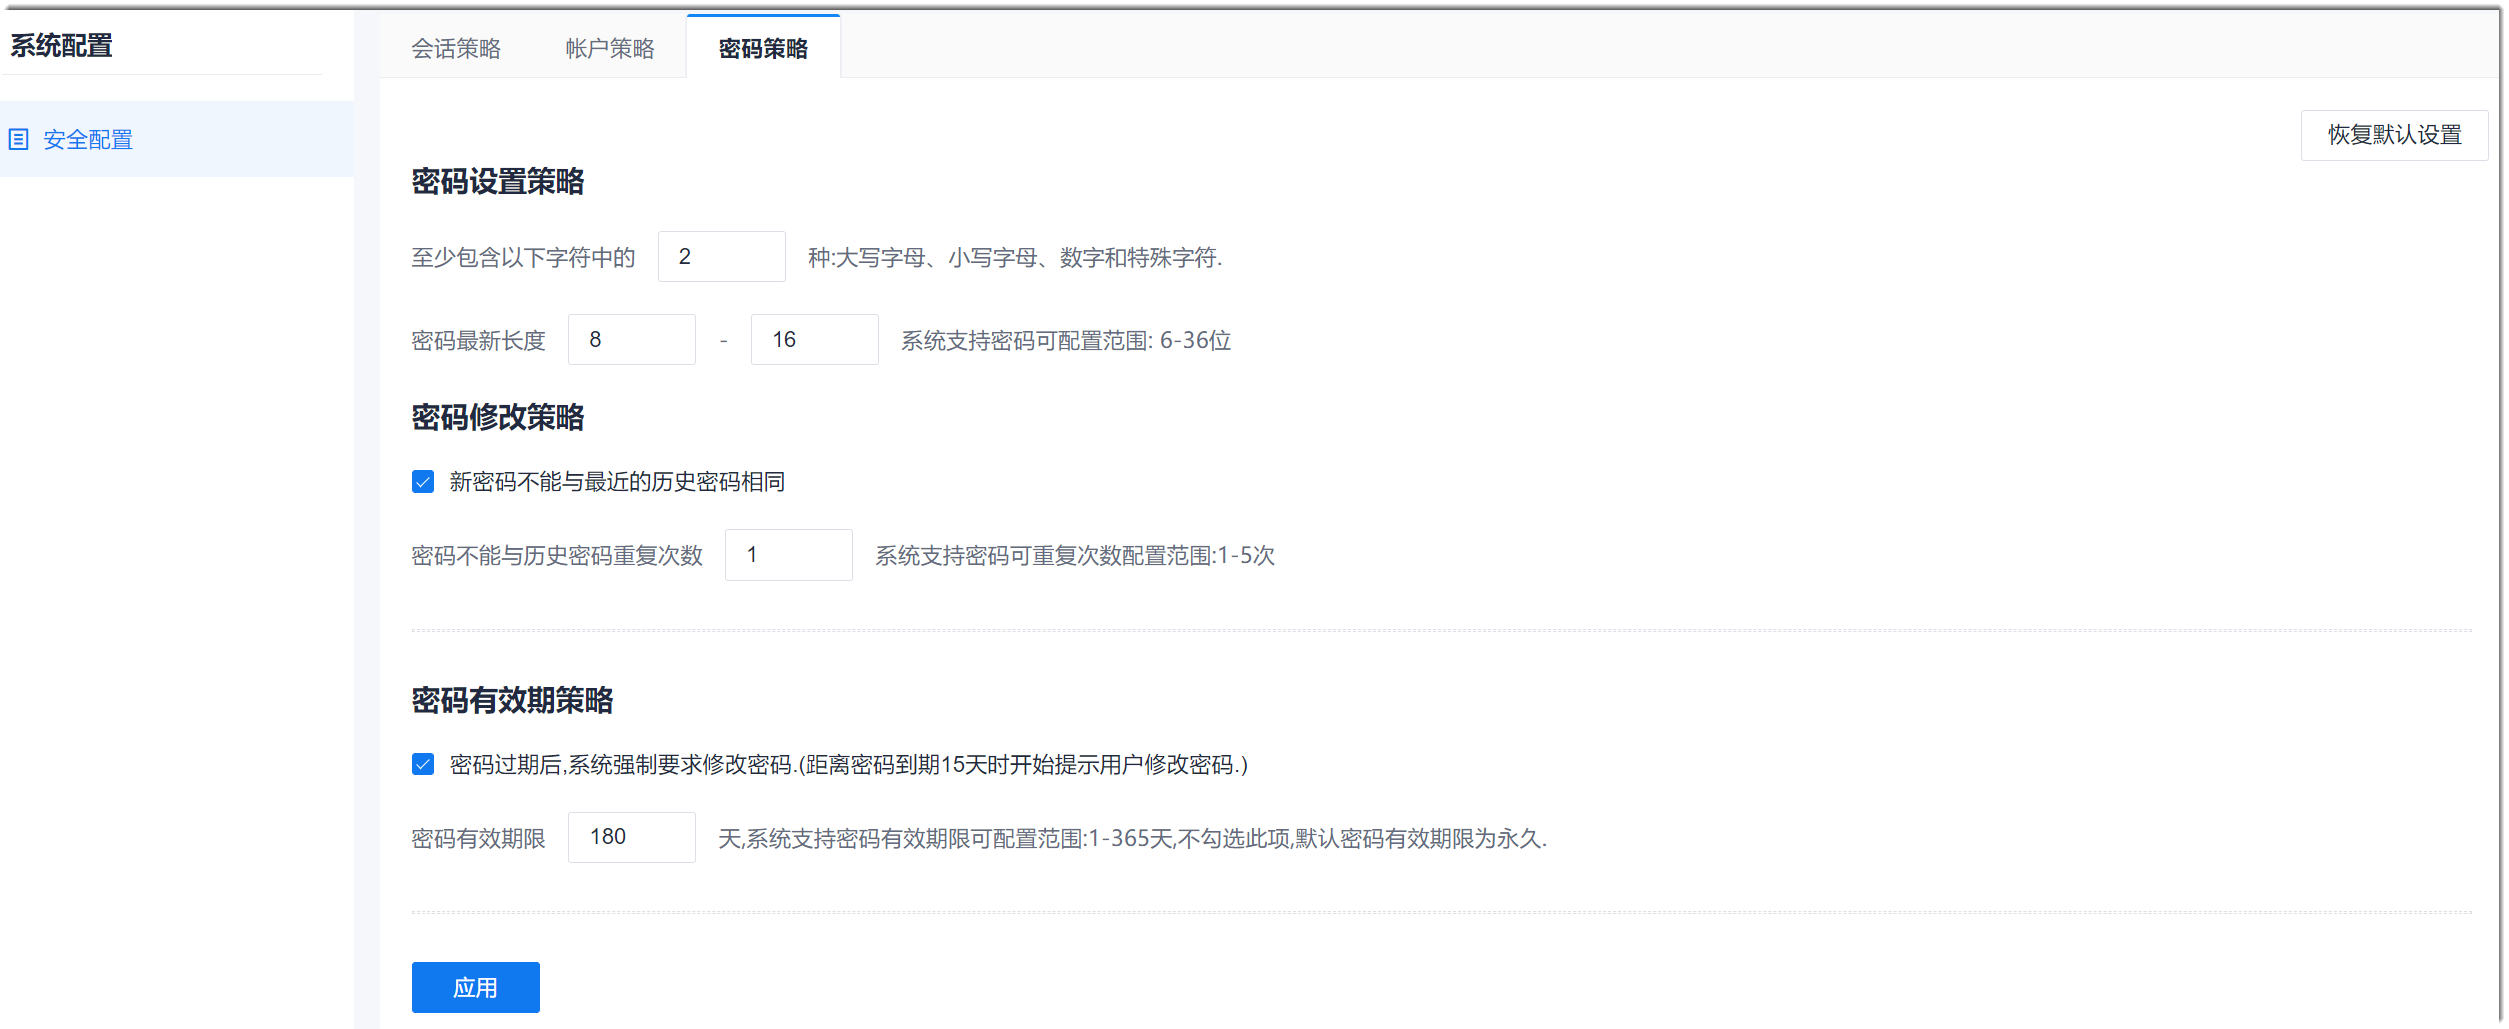 系统配置
安全配置
会话策略
帐户策略
密码策略
恢复默认设置
密码设置策略
至少包含以下字符中的 2 种:大写字母、小写字母、数字和特殊字符.
密码最新长度 8 - 16 系统支持密码可配置范围: 6-36位
密码修改策略
新密码不能与最近的历史密码相同
密码不能与历史密码重复次数 1 系统支持密码可重复次数配置范围:1-5次
密码有效期策略
密码过期后,系统强制要求修改密码.(距离密码到期15天时开始提示用户修改密码.)
密码有效期限 180 天,系统支持密码有效期限可配置范围:1-365天,不勾选此项,默认密码有效期限为永久.
应用